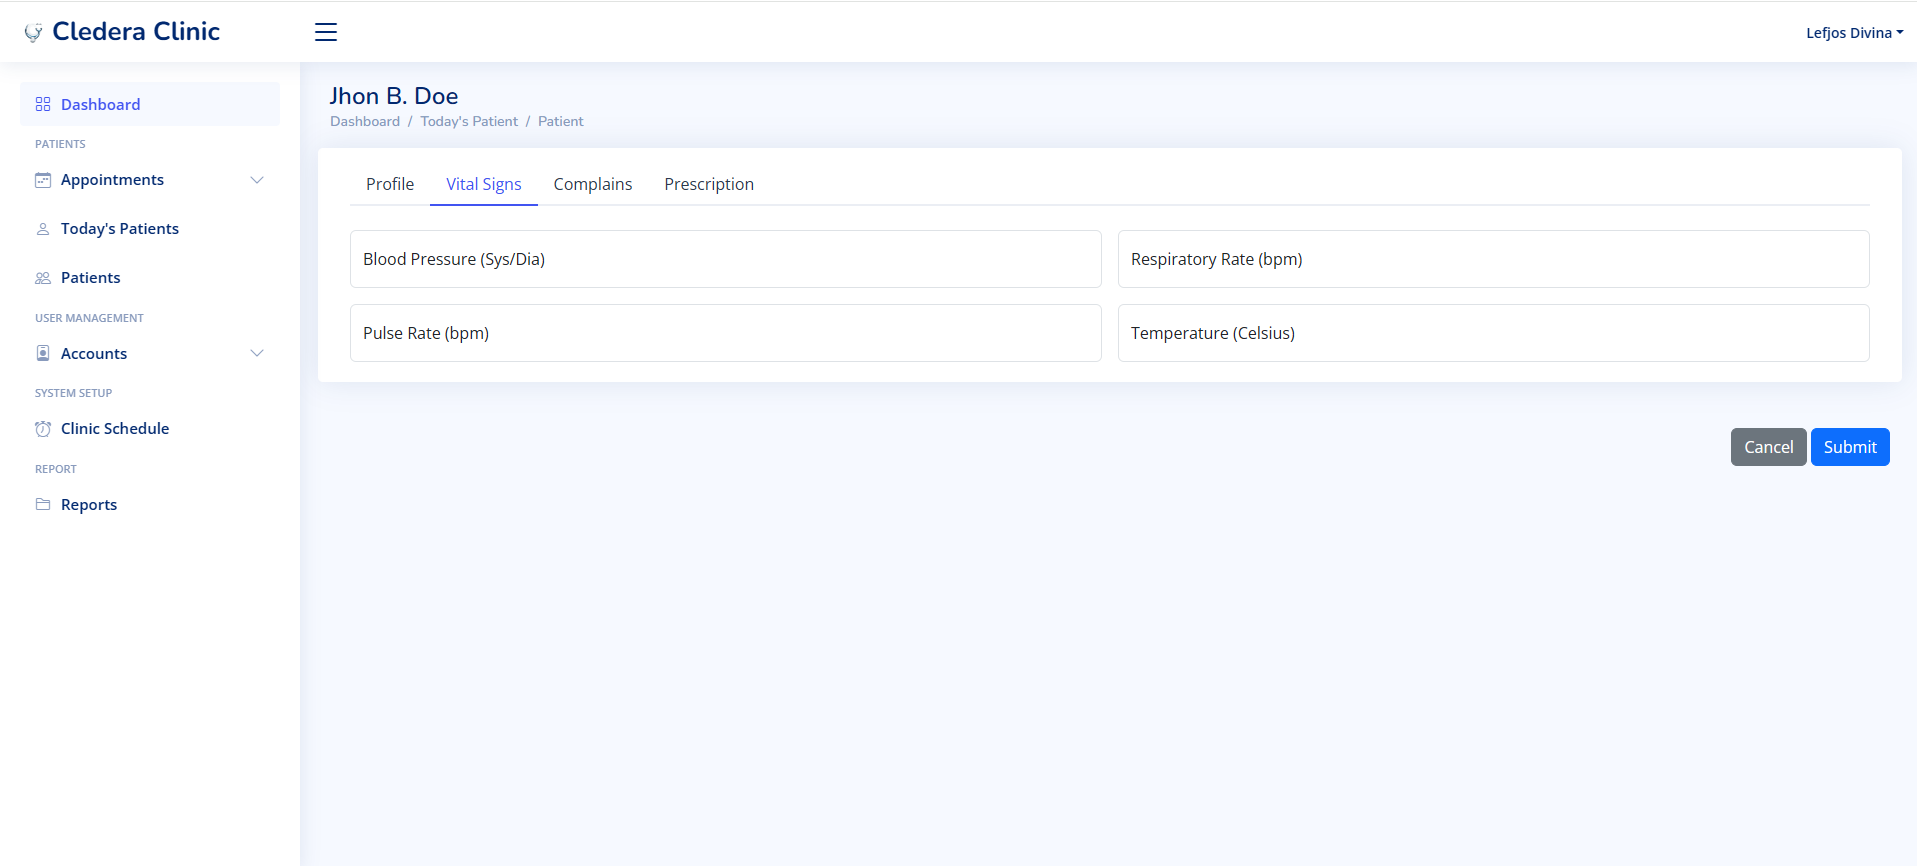 Cledera Clinic
Lefjos Divina
Dashboard
PATIENTS
Appointments
Today's Patients
Patients
USER MANAGEMENT
Accounts
SYSTEM SETUP
Clinic Schedule
REPORT
Reports
Jhon B. Doe
Dashboard / Today's Patient / Patient
Profile Vital Signs Complains Prescription
Blood Pressure (Sys/Dia) Respiratory Rate (bpm)
Pulse Rate (bpm) Temperature (Celsius)
Cancel Submit